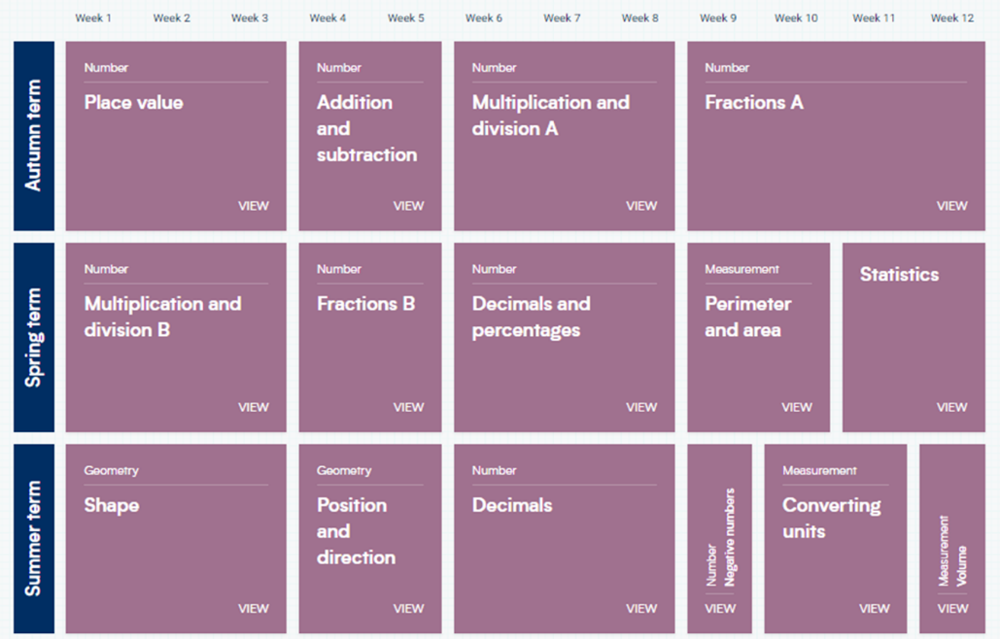 Week 1 Week 2 Week 3 Week 4 Week 5 Week 6 Week 7 Week 8 Week 9 Week 10 Week 11 Week 12
Autumn term
Number
Place value
VIEW
Number
Addition
and
subtraction
VIEW
Number
Multiplication and
division A
VIEW
Number
Fractions A
VIEW
Spring term
Number
Multiplication and
division B
VIEW
Number
Fractions B
VIEW
Number
Decimals and
percentages
VIEW
Measurement
Perimeter
and area
VIEW
Statistics
VIEW
Summer term
Geometry
Shape
VIEW
Geometry
Position
and
direction
VIEW
Number
Decimals
VIEW
Number
Negative numbers
VIEW
Measurement
Converting
units
VIEW
Measurement
Volume
VIEW